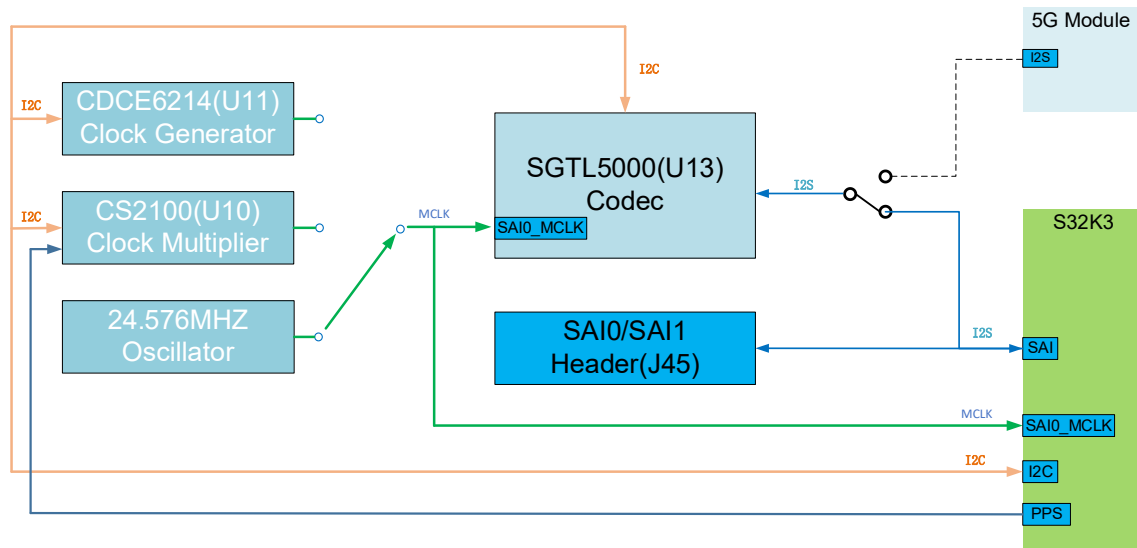 5G Module
I2S
I2C
I2C
CDCE6214(U11)
Clock Generator
SGTL5000(U13)
Codec
I2S
I2C
CS2100(U10)
Clock Multiplier
MCLK
SAI0_MCLK
S32K3
24.576MHZ
Oscillator
SAI0/SAI1
Header(J45)
I2S
SAI
MCLK
SAI0_MCLK
I2C
I2C
PPS